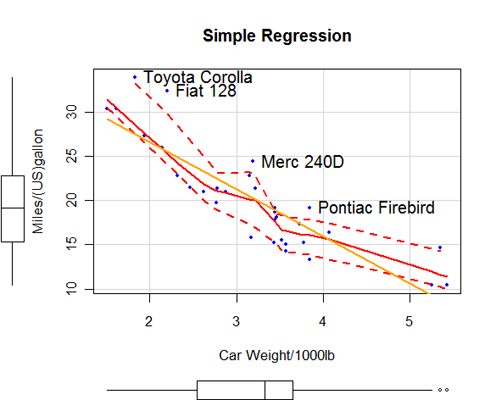 Simple Regression
Toyota Corolla
Fiat 128
Merc 240D
Pontiac Firebird
Miles/(US)gallon
30
25
20
15
10
2 3 4 5
Car Weight/1000lb